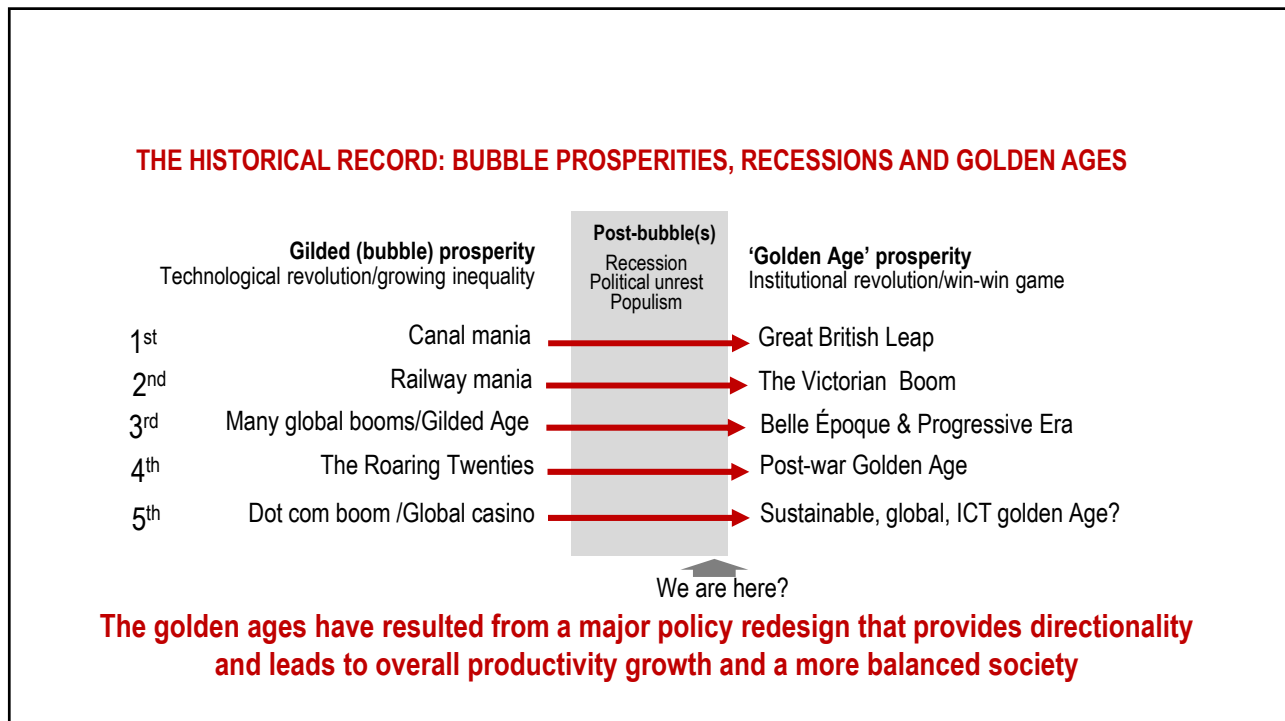 THE HISTORICAL RECORD: BUBBLE PROSPERITIES, RECESSIONS AND GOLDEN AGES
Gilded (bubble) prosperity
Technological revolution/growing inequality
Post-bubble(s)
Recession
Political unrest
Populism
‘Golden Age’ prosperity
Institutional revolution/win-win game
1st Canal mania Great British Leap
2nd Railway mania The Victorian Boom
3rd Many global booms/Gilded Age Belle Époque & Progressive Era
4th The Roaring Twenties Post-war Golden Age
5th Dot com boom /Global casino Sustainable, global, ICT golden Age?
We are here?
The golden ages have resulted from a major policy redesign that provides directionality
and leads to overall productivity growth and a more balanced society